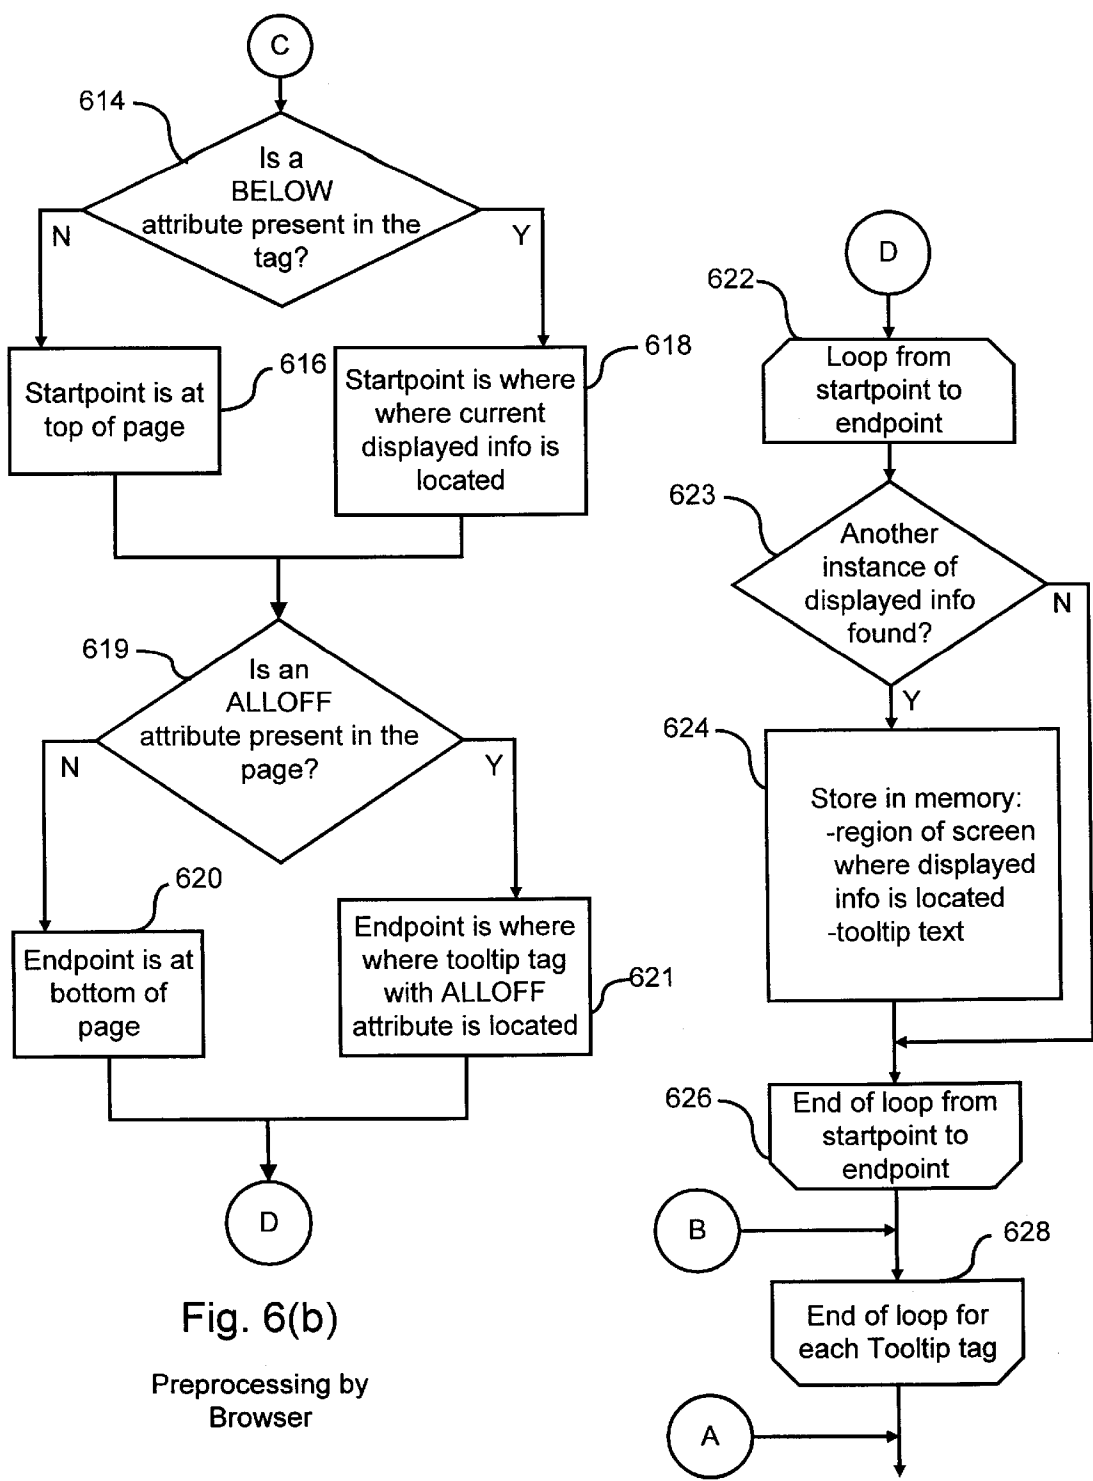 C
614
Is a
BELOW
attribute present in the
tag?
N
Y
616
Startpoint is at
top of page
618
Startpoint is where
where current
displayed info is
located
619
Is an
ALLOFF
attribute present in the
page?
N
Y
620
Endpoint is at
bottom of
page
Endpoint is where
where tooltip tag
with ALLOFF
attribute is located
621
D
Fig. 6(b)
Preprocessing by
Browser
D
622
Loop from
startpoint to
endpoint
623
Another
instance of
displayed info
found?
N
Y
624
Store in memory:
-region of screen
where displayed
info is located
-tooltip text
626
End of loop from
startpoint to
endpoint
B
628
End of loop for
each Tooltip tag
A